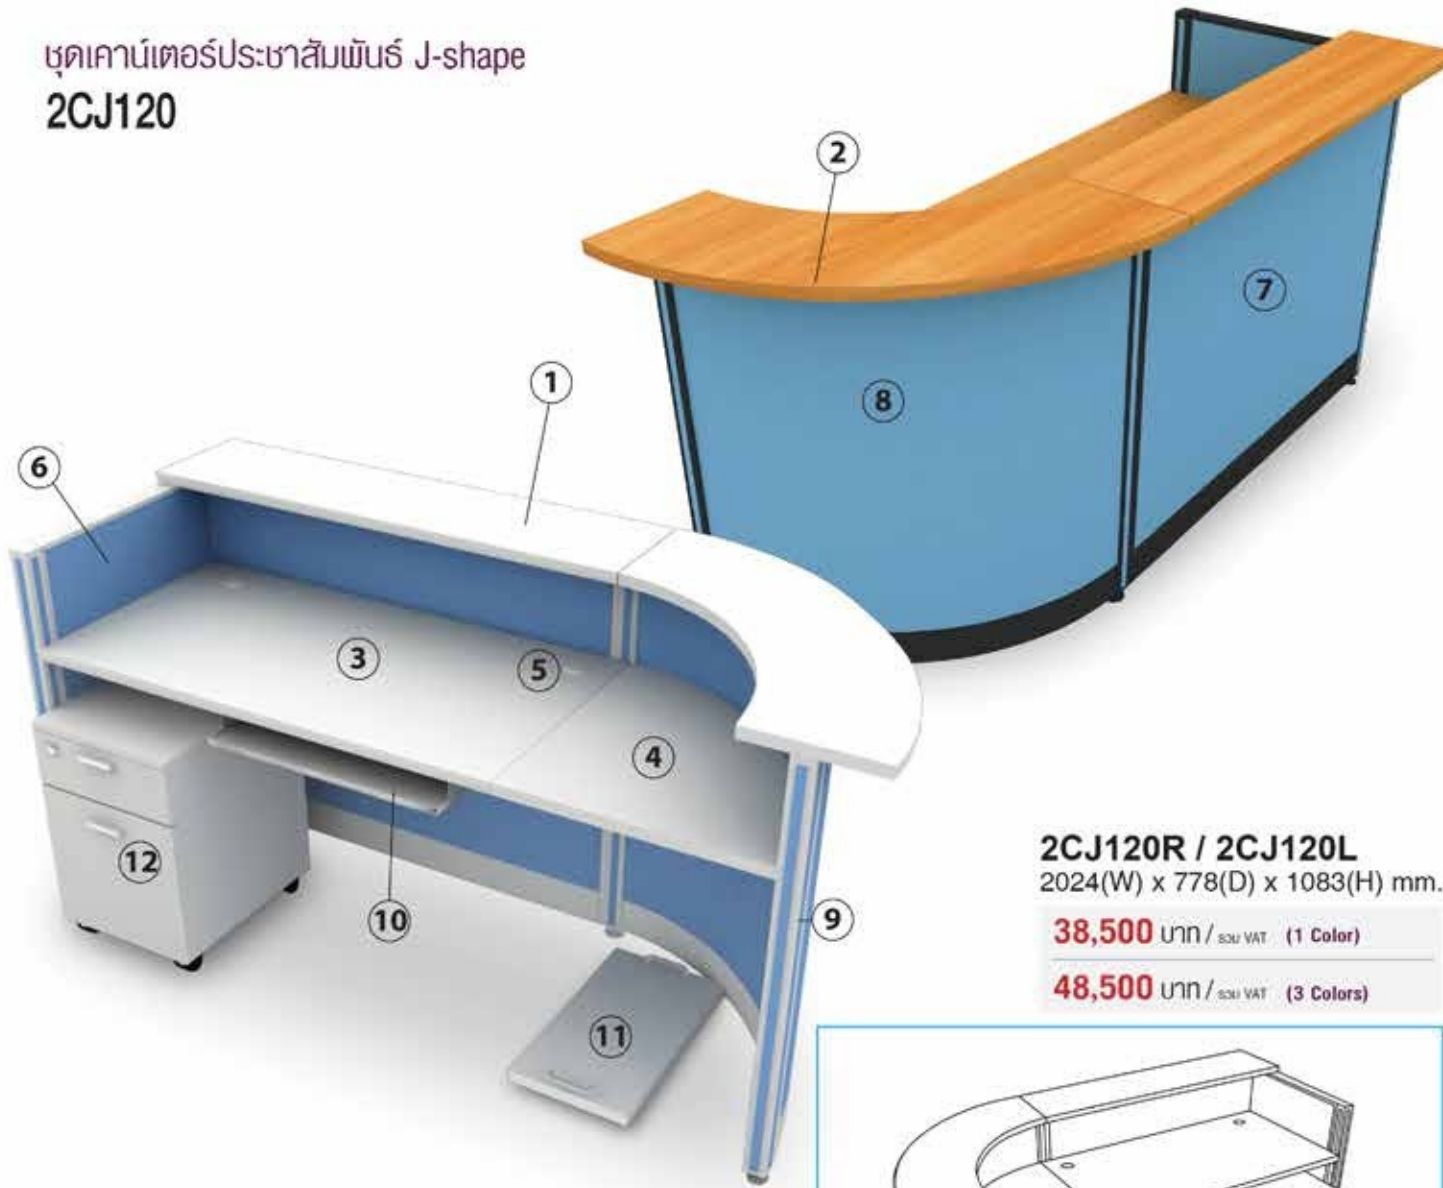 ชุดเคาน์เตอร์ประชาสัมพันธ์ J-shape
2CJ120
2
7
1
8
6
3
5
4
12
10
9
11
2CJ120R / 2CJ120L
2024(W) x 778(D) x 1083(H) mm.
38,500 บาท / รวม VAT (1 Color)
48,500 บาท / รวม VAT (3 Colors)